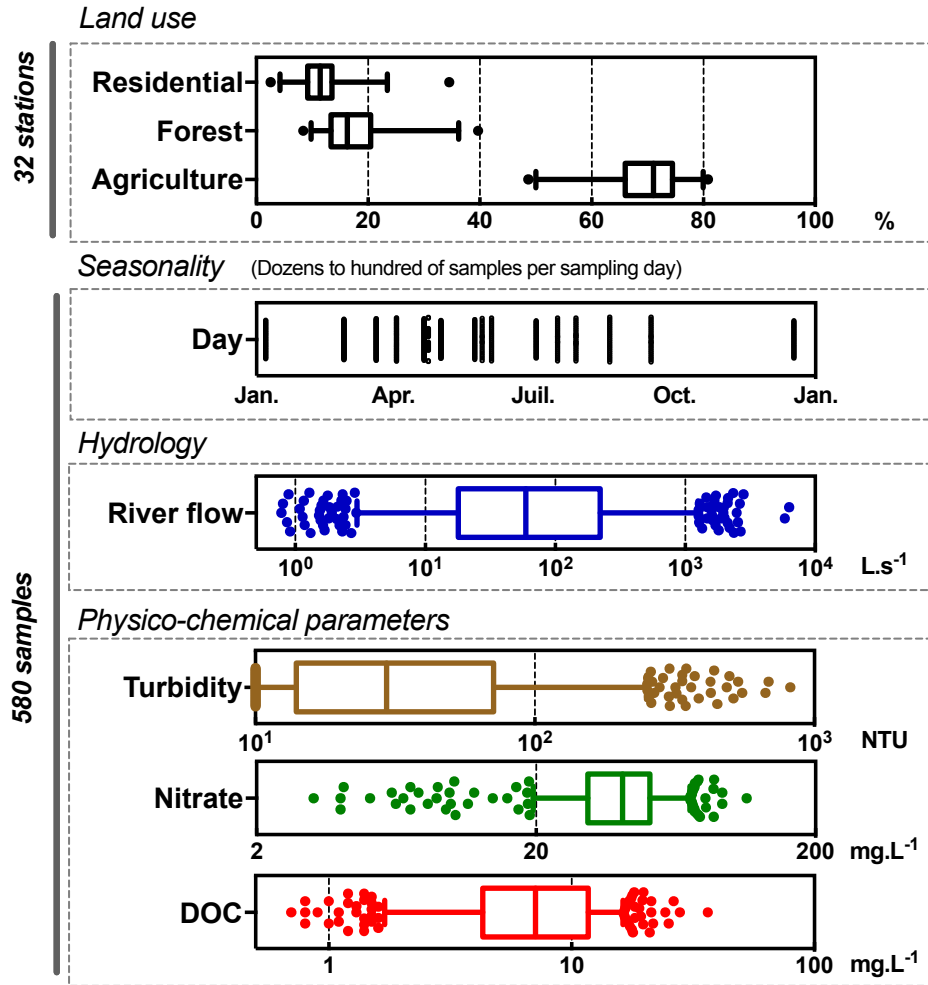 Land use
32 stations
Residential
Forest
Agriculture
0 20 40 60 80 100 %
Seasonality (Dozens to hundred of samples per sampling day)
580 samples
Day
Jan. Apr. Juil. Oct. Jan.
Hydrology
River flow
10⁰ 10¹ 10² 10³ 10⁴ L.s⁻¹
Physico-chemical parameters
Turbidity
10¹ 10² 10³ NTU
Nitrate
2 20 200 mg.L⁻¹
DOC
1 10 100 mg.L⁻¹